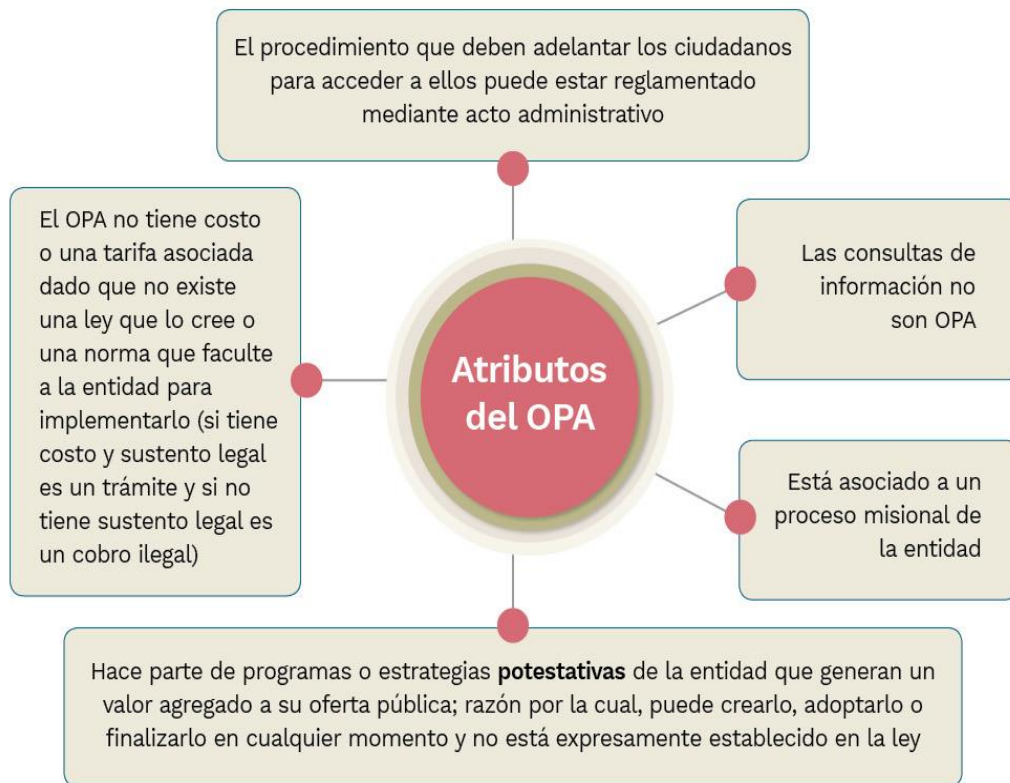 El procedimiento que deben adelantar los ciudadanos
para acceder a ellos puede estar reglamentado
mediante acto administrativo
El OPA no tiene costo
o una tarifa asociada
dado que no existe
una ley que lo cree o
una norma que faculte
a la entidad para
implementarlo (si tiene
costo y sustento legal
es un trámite y si no
tiene sustento legal es
un cobro ilegal)
Atributos
del OPA
Las consultas de
información no
son OPA
Está asociado a un
proceso misional de
la entidad
Hace parte de programas o estrategias potestativas de la entidad que generan un
valor agregado a su oferta pública; razón por la cual, puede crearlo, adoptarlo o
finalizarlo en cualquier momento y no está expresamente establecido en la ley